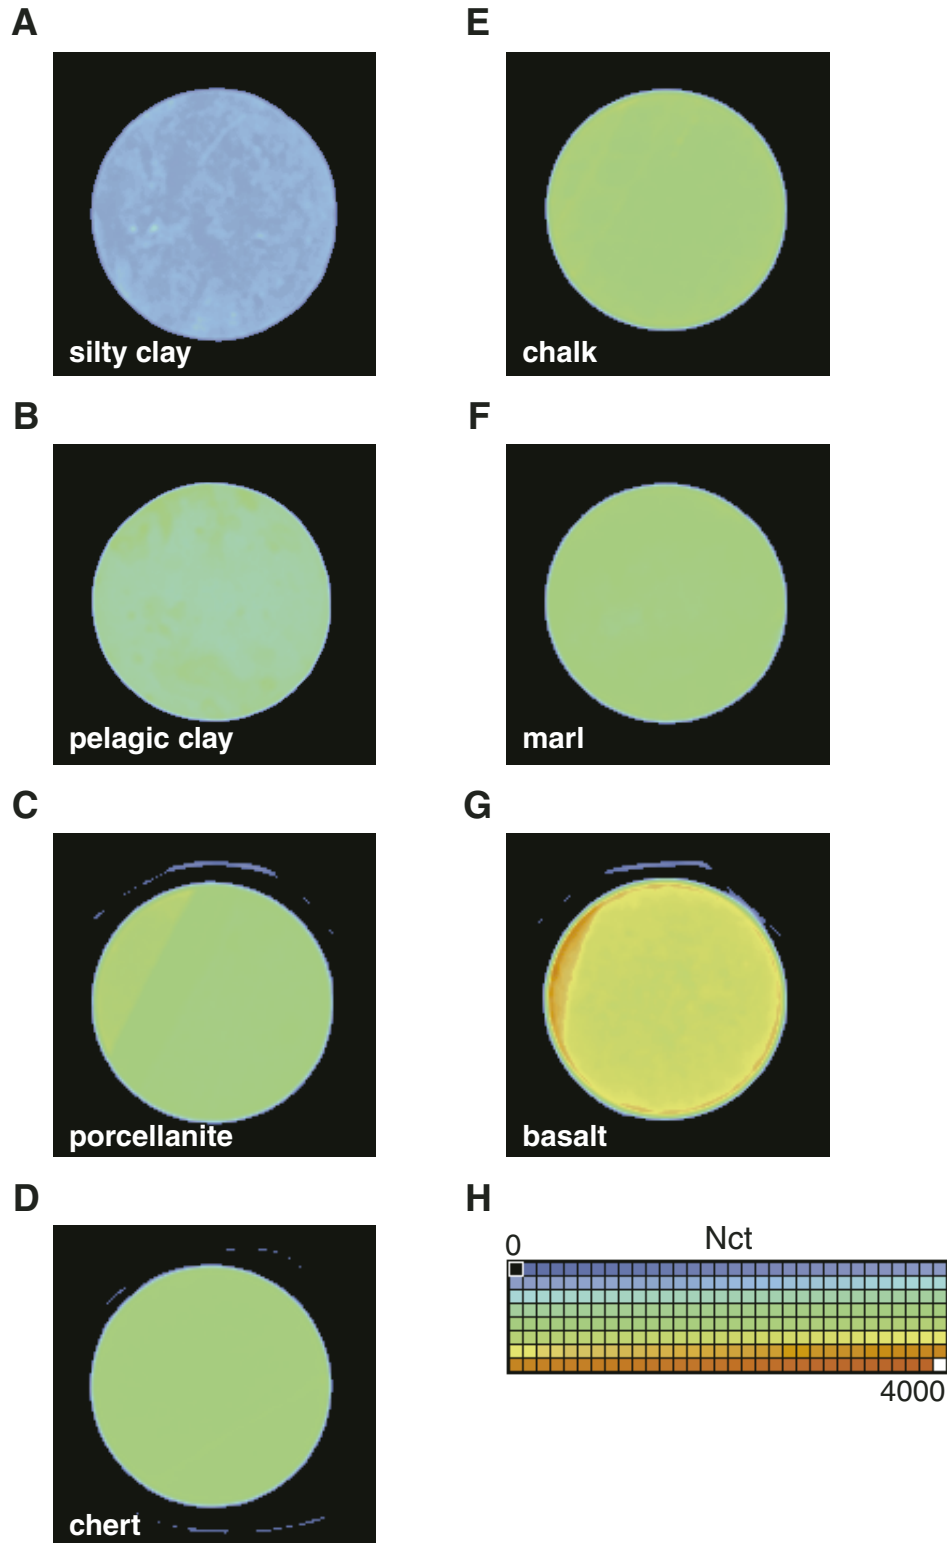 A
silty clay
B
pelagic clay
C
porcellanite
D
chert
E
chalk
F
marl
G
basalt
H
0
Nct
4000